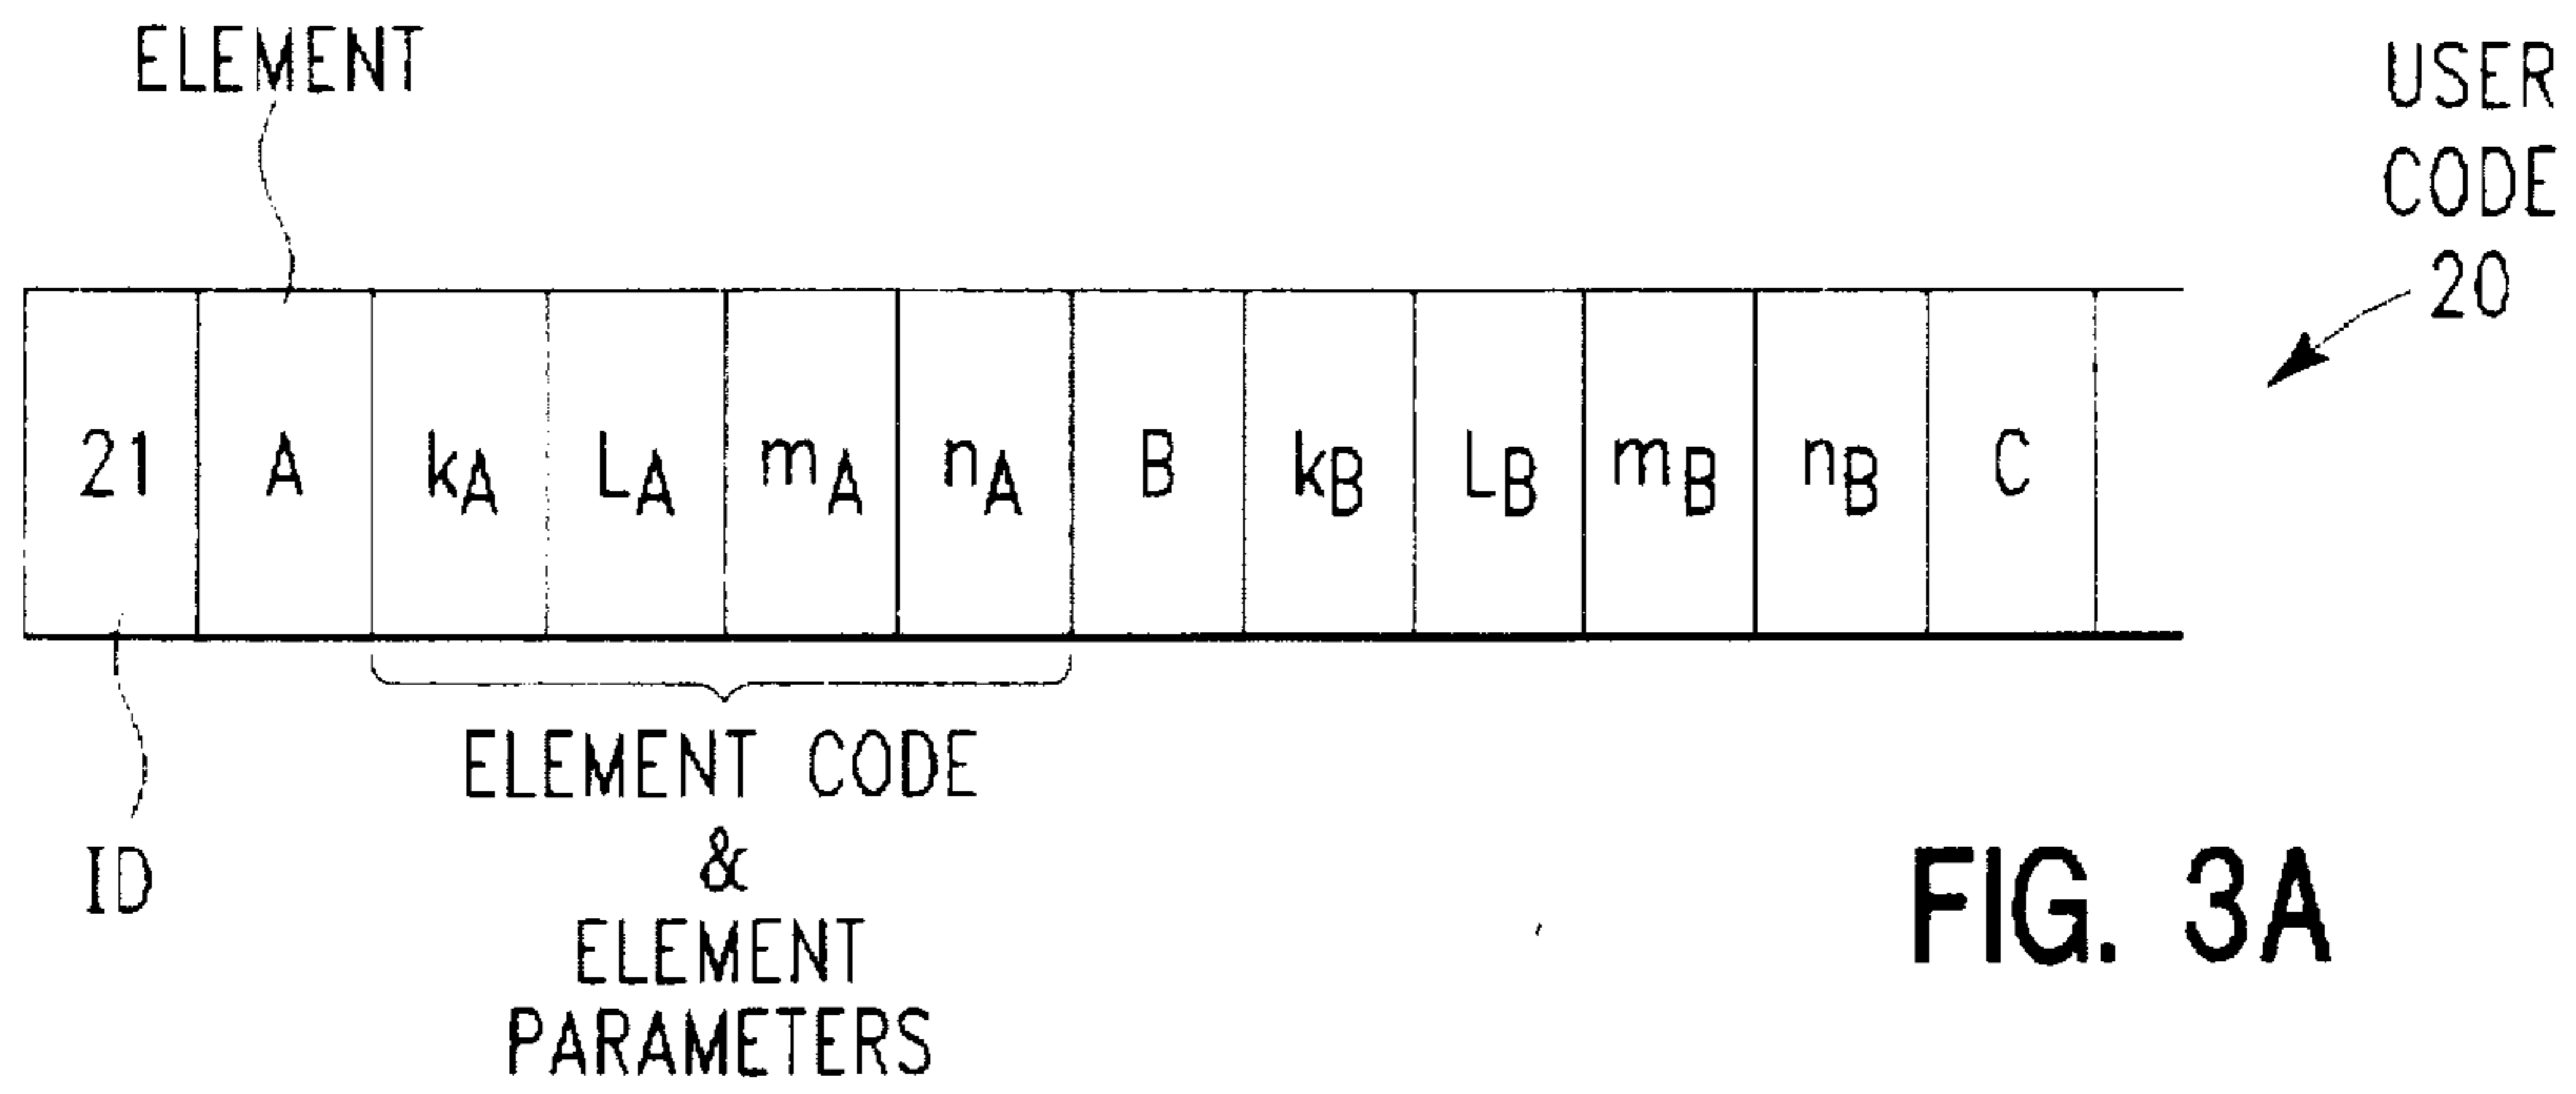 ELEMENT
USER
CODE
20
21 A kA LA mA nA B kB LB mB nB C
ELEMENT CODE
&
ELEMENT
PARAMETERS
ID
FIG. 3A